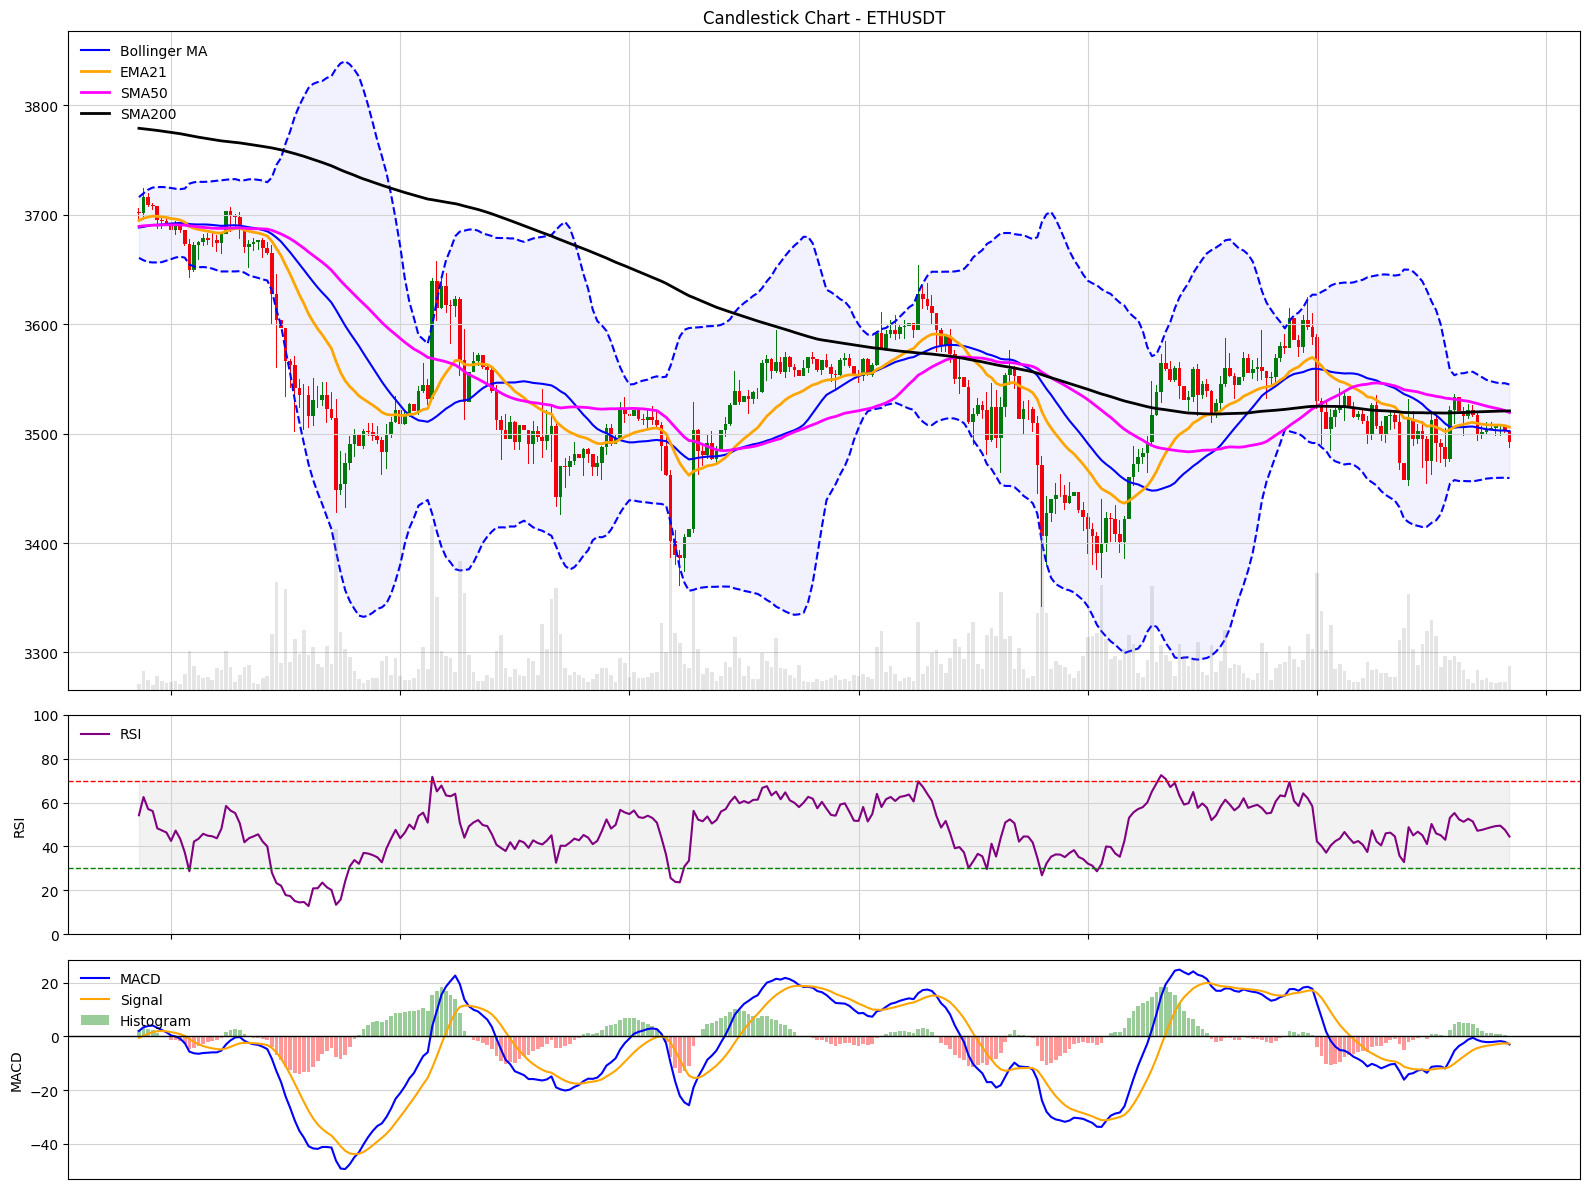 Candlestick Chart - ETHUSDT
Bollinger MA
EMA21
SMA50
SMA200
3800
3700
3600
3500
3400
3300
RSI
100
80
60
40
20
0
RSI
MACD
Signal
Histogram
20
0
−20
−40
MACD